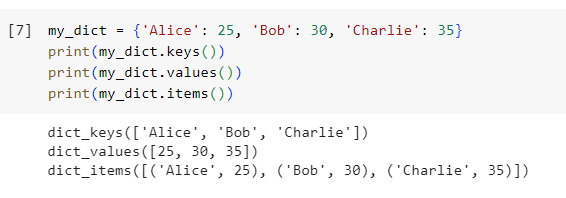 [7] my_dict = {'Alice': 25, 'Bob': 30, 'Charlie': 35}
print(my_dict.keys())
print(my_dict.values())
print(my_dict.items())
dict_keys(['Alice', 'Bob', 'Charlie'])
dict_values([25, 30, 35])
dict_items([('Alice', 25), ('Bob', 30), ('Charlie', 35)])